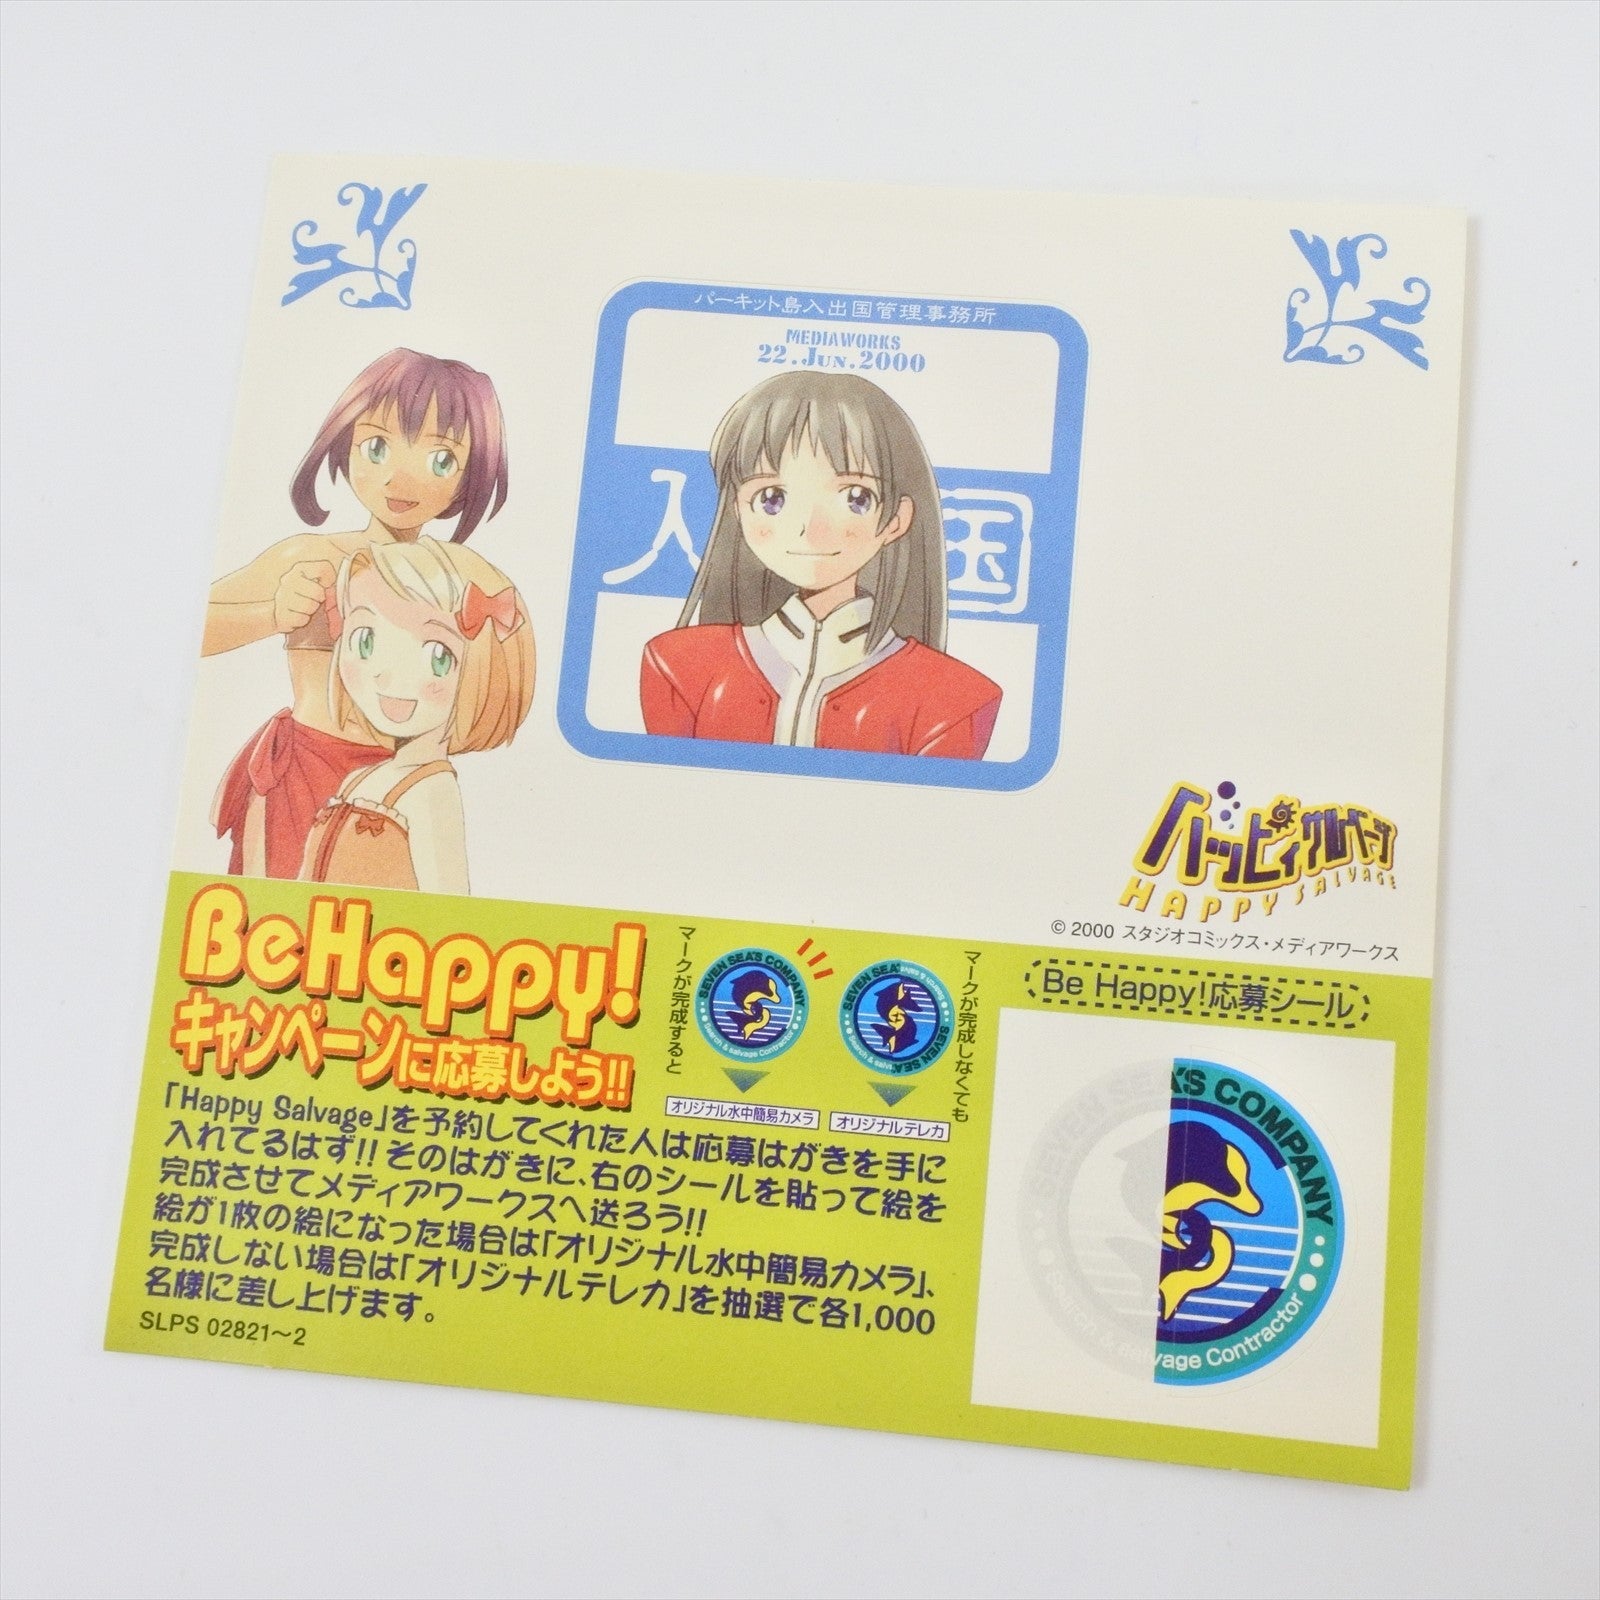 バーキット島入出国管理事務所
MEDIAWORKS
22.JUN.2000
入国
ハッピィサルベージ
HAPPY SALVAGE
© 2000 スタジオコミックス・メディアワークス
BeHappy!
キャンペーンに応募しよう!!
マークが完成すると
SEVEN SEA'S COMPANY
Search & salvage Contractor
オリジナル水中簡易カメラ
マークが完成しなくても
SEVEN SEA'
SEVEN SEA'
オリジナルテレカ
「Happy Salvage」を予約してくれた人は応募はがきを手に
入れてるはず!! そのはがきに、右のシールを貼って絵を
完成させてメディアワークスへ送ろう!!
絵が1枚の絵になった場合は「オリジナル水中簡易カメラ」、
完成しない場合は「オリジナルテレカ」を抽選で各1,000
名様に差し上げます。
SLPS 02821〜2
Be Happy!応募シール
SEVEN SEA'S COMPANY
Search & salvage Contractor